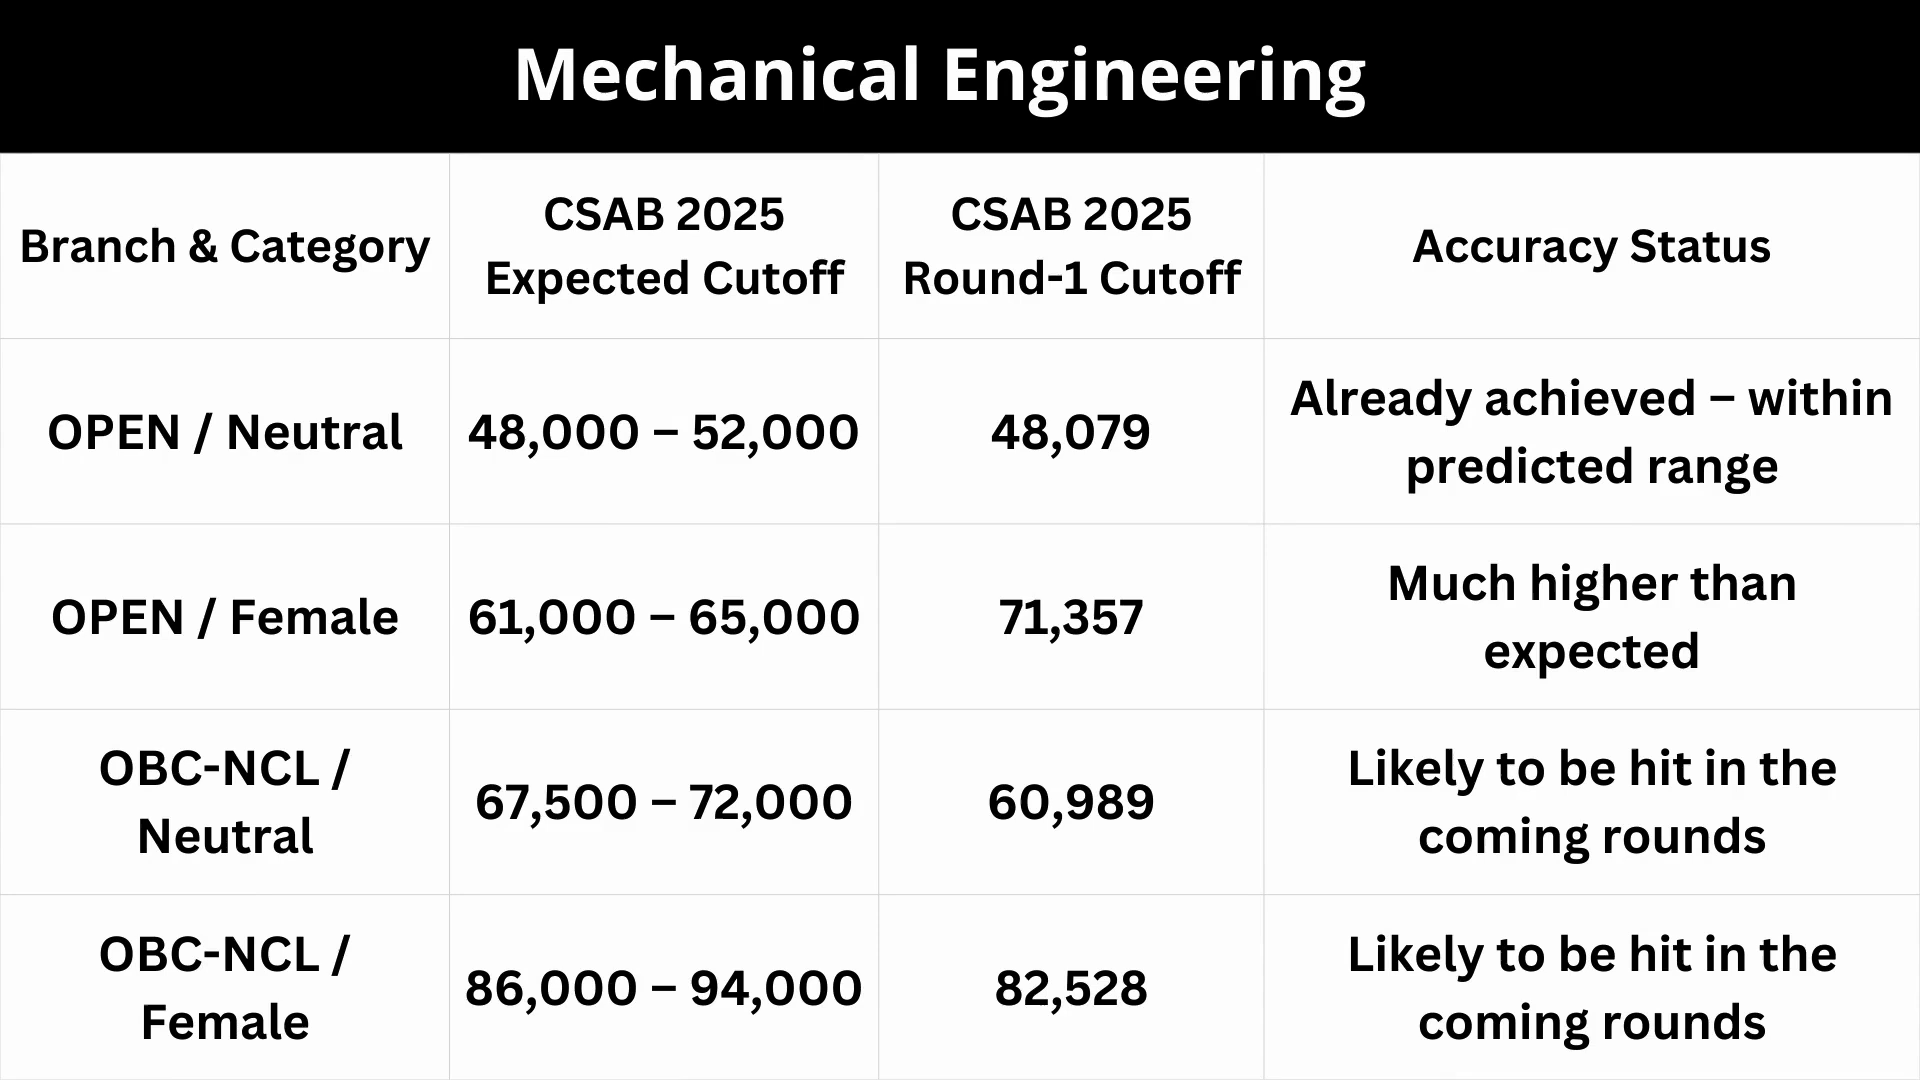 Mechanical Engineering
Branch & Category
CSAB 2025
Expected Cutoff
CSAB 2025
Round-1 Cutoff
Accuracy Status
OPEN / Neutral
48,000 – 52,000
48,079
Already achieved – within
predicted range
OPEN / Female
61,000 – 65,000
71,357
Much higher than
expected
OBC-NCL /
Neutral
67,500 – 72,000
60,989
Likely to be hit in the
coming rounds
OBC-NCL /
Female
86,000 – 94,000
82,528
Likely to be hit in the
coming rounds